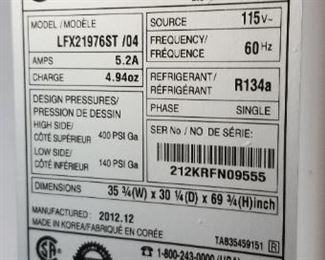 MODEL / MODÈLE
LFX21976ST /04
AMPS 5.2A
CHARGE 4.94oz
DESIGN PRESSURES/
PRESSION DE DESSIN
HIGH SIDE/
CÔTÉ SUPÉRIEUR 400 PSI Ga
LOW SIDE/
CÔTÉ INFÉRIEUR 140 PSI Ga
SOURCE 115V~
FREQUENCY/
FRÉQUENCE 60 Hz
REFRIGERANT/
RÉFRIGÉRANT R134a
PHASE SINGLE
SER No / NO DE SÉRIE:
212KRFN09555
DIMENSIONS 35 ¾(W) x 30 ¼(D) x 69 ¾(H)inch
MANUFACTURED 2012.12
MADE IN KOREA/FABRIQUÉ EN CORÉE
TAB35459151 R
1-800-243-0000